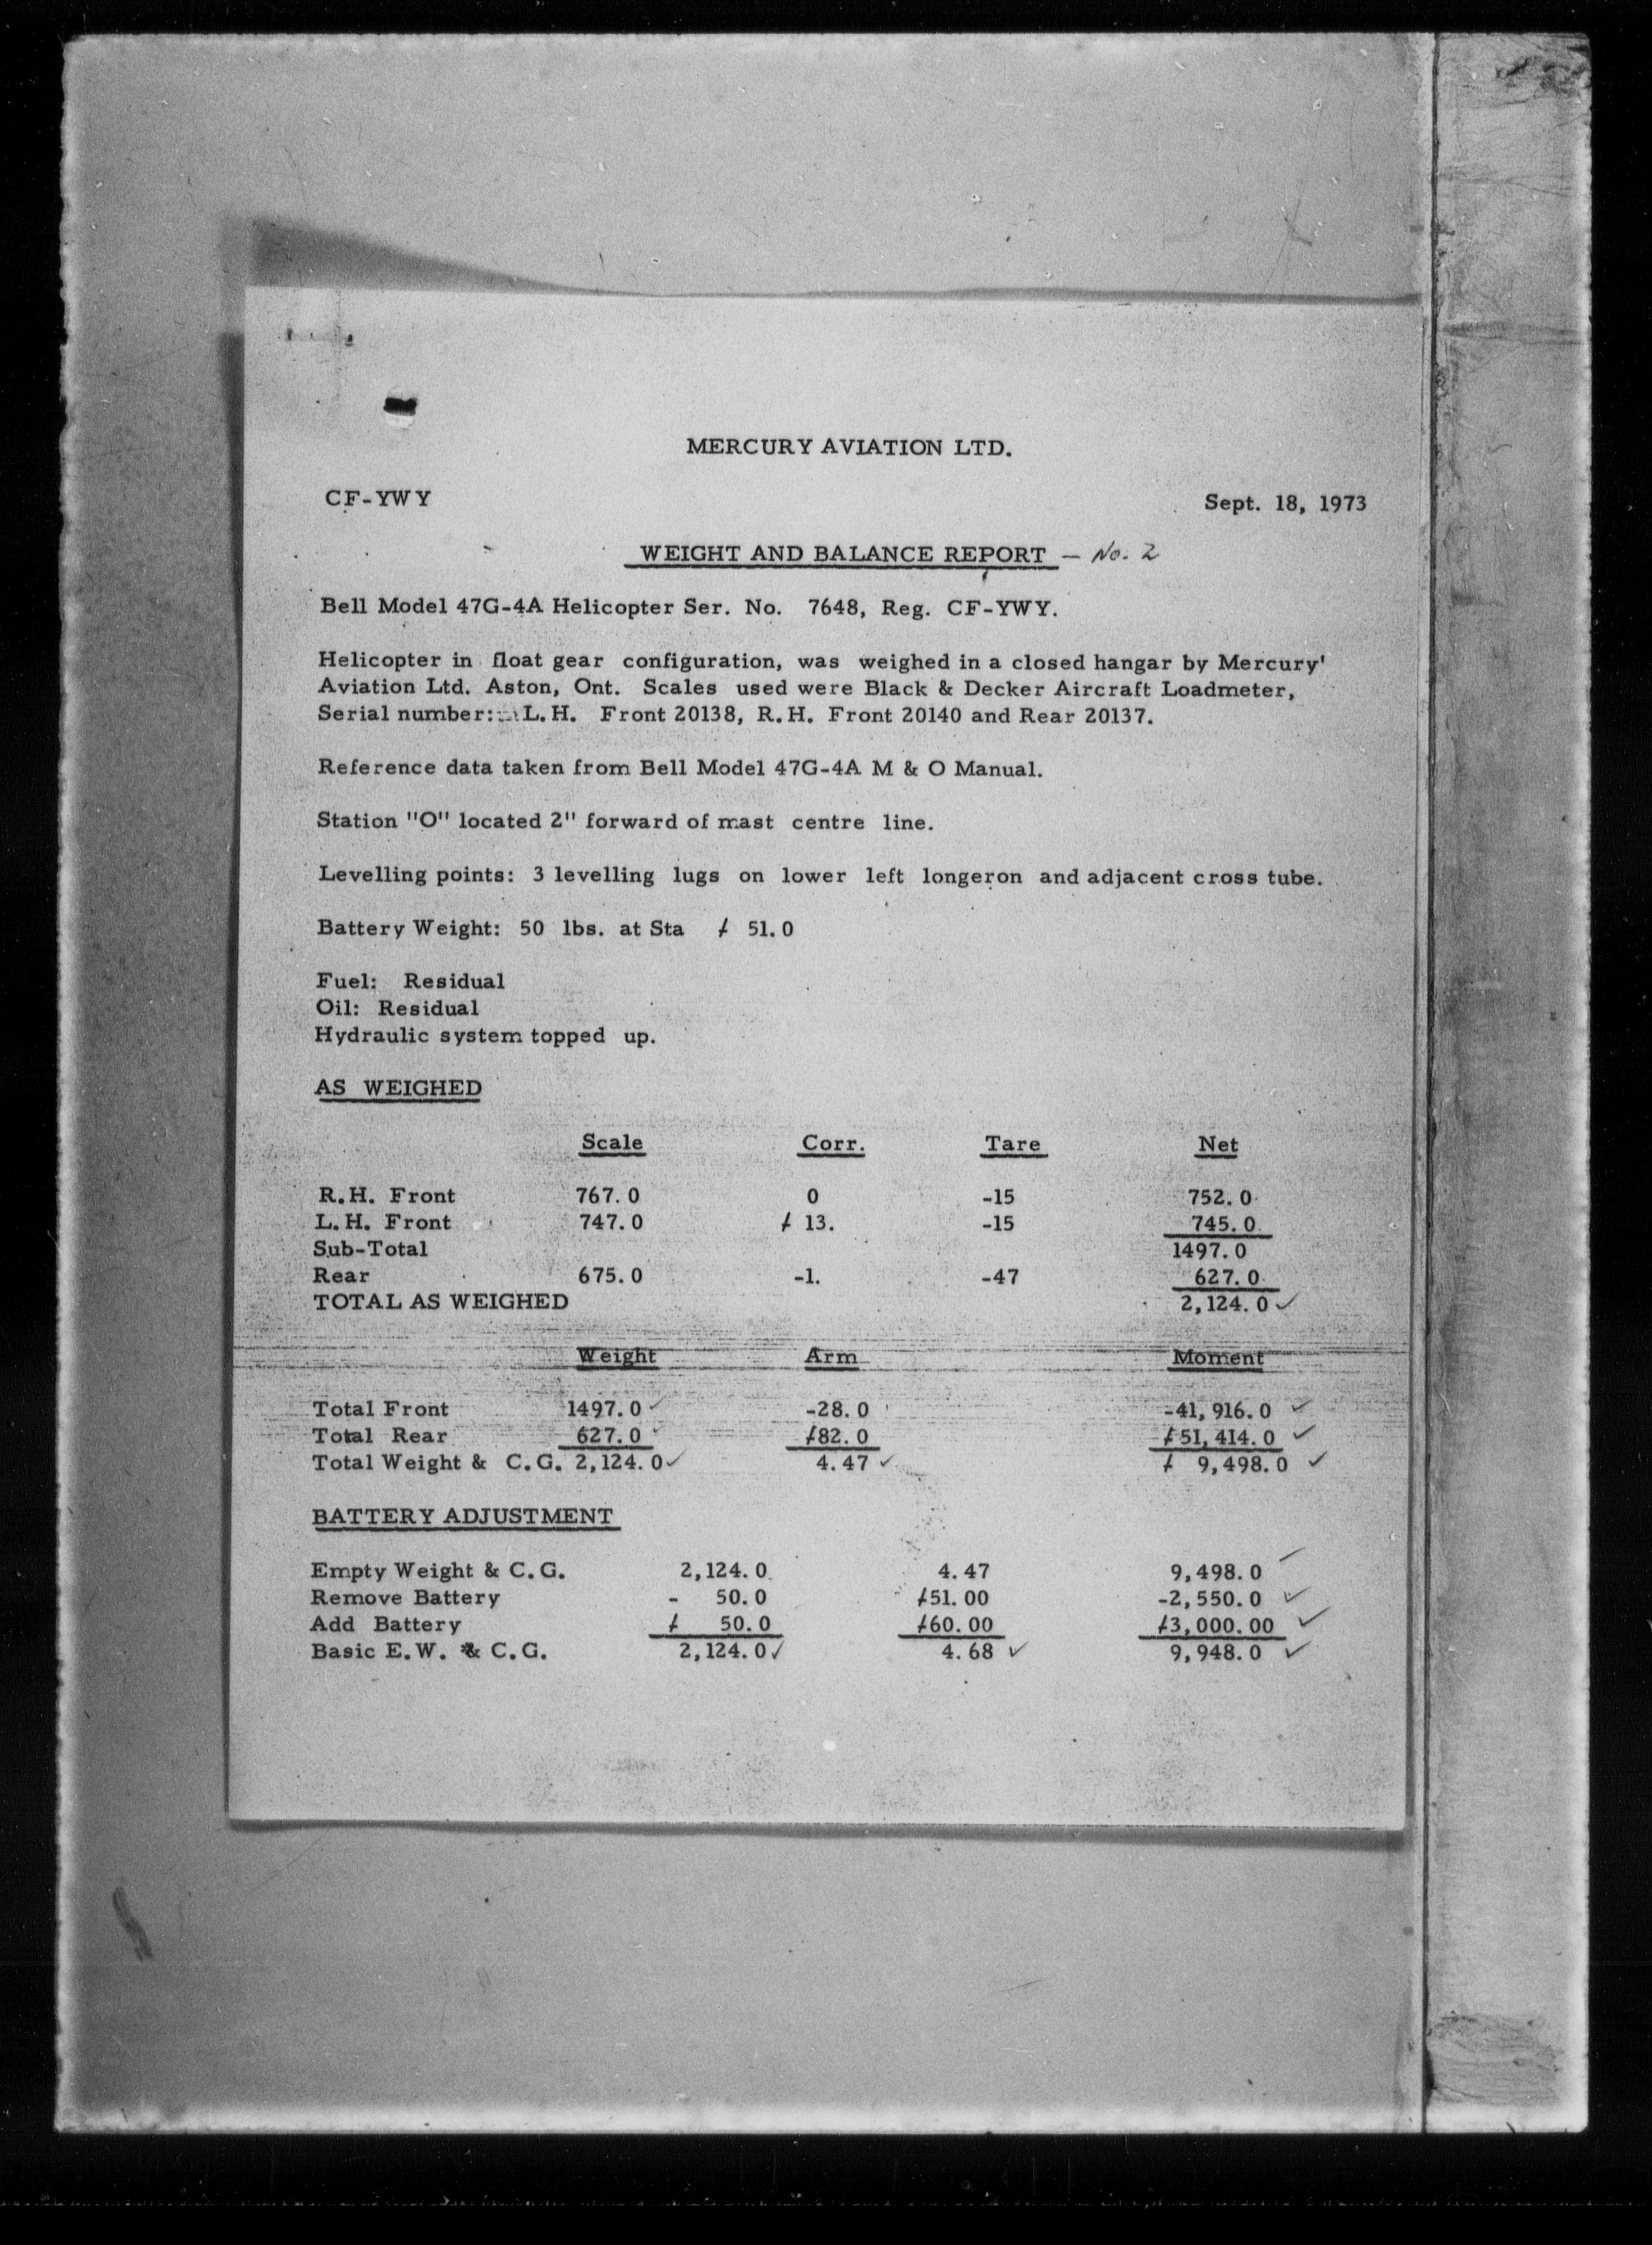 MERCURY AVIATION LTD.
CF-YWY Sept. 18, 1973
WEIGHT AND BALANCE REPORT - No. 2
Bell Model 47G-4A Helicopter Ser. No. 7648, Reg. CF-YWY.
Helicopter in float gear configuration, was weighed in a closed hangar by Mercury'
Aviation Ltd. Aston, Ont. Scales used were Black & Decker Aircraft Loadmeter,
Serial number: L.H. Front 20138, R.H. Front 20140 and Rear 20137.
Reference data taken from Bell Model 47G-4A M & O Manual.
Station "O" located 2" forward of mast centre line.
Levelling points: 3 levelling lugs on lower left longeron and adjacent cross tube.
Battery Weight: 50 lbs. at Sta ⌿ 51.0
Fuel: Residual
Oil: Residual
Hydraulic system topped up.
AS WEIGHED
Scale Corr. Tare Net
R.H. Front 767.0 0 -15 752.0
L.H. Front 747.0 ⌿ 13. -15 745.0
Sub-Total 1497.0
Rear 675.0 -1. -47 627.0
TOTAL AS WEIGHED 2,124.0 ✓
Weight Arm Moment
Total Front 1497.0 ✓ -28.0 -41,916.0 ✓
Total Rear 627.0 ✓ ⌿82.0 ⌿51,414.0 ✓
Total Weight & C.G. 2,124.0 ✓ 4.47 ✓ ⌿ 9,498.0 ✓
BATTERY ADJUSTMENT
Empty Weight & C.G. 2,124.0 4.47 9,498.0 ✓
Remove Battery - 50.0 ⌿51.00 -2,550.0 ✓
Add Battery ⌿ 50.0 ⌿60.00 ⌿3,000.00 ✓
Basic E.W. & C.G. 2,124.0 ✓ 4.68 ✓ 9,948.0 ✓